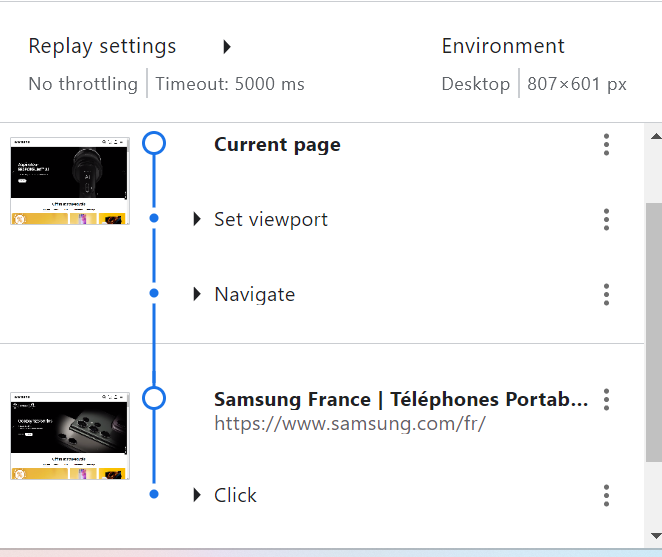 Replay settings
Environment
No throttling
Timeout: 5000 ms
Desktop
807×601 px
Current page
Set viewport
Navigate
Samsung France | Téléphones Portab...
https://www.samsung.com/fr/
Click